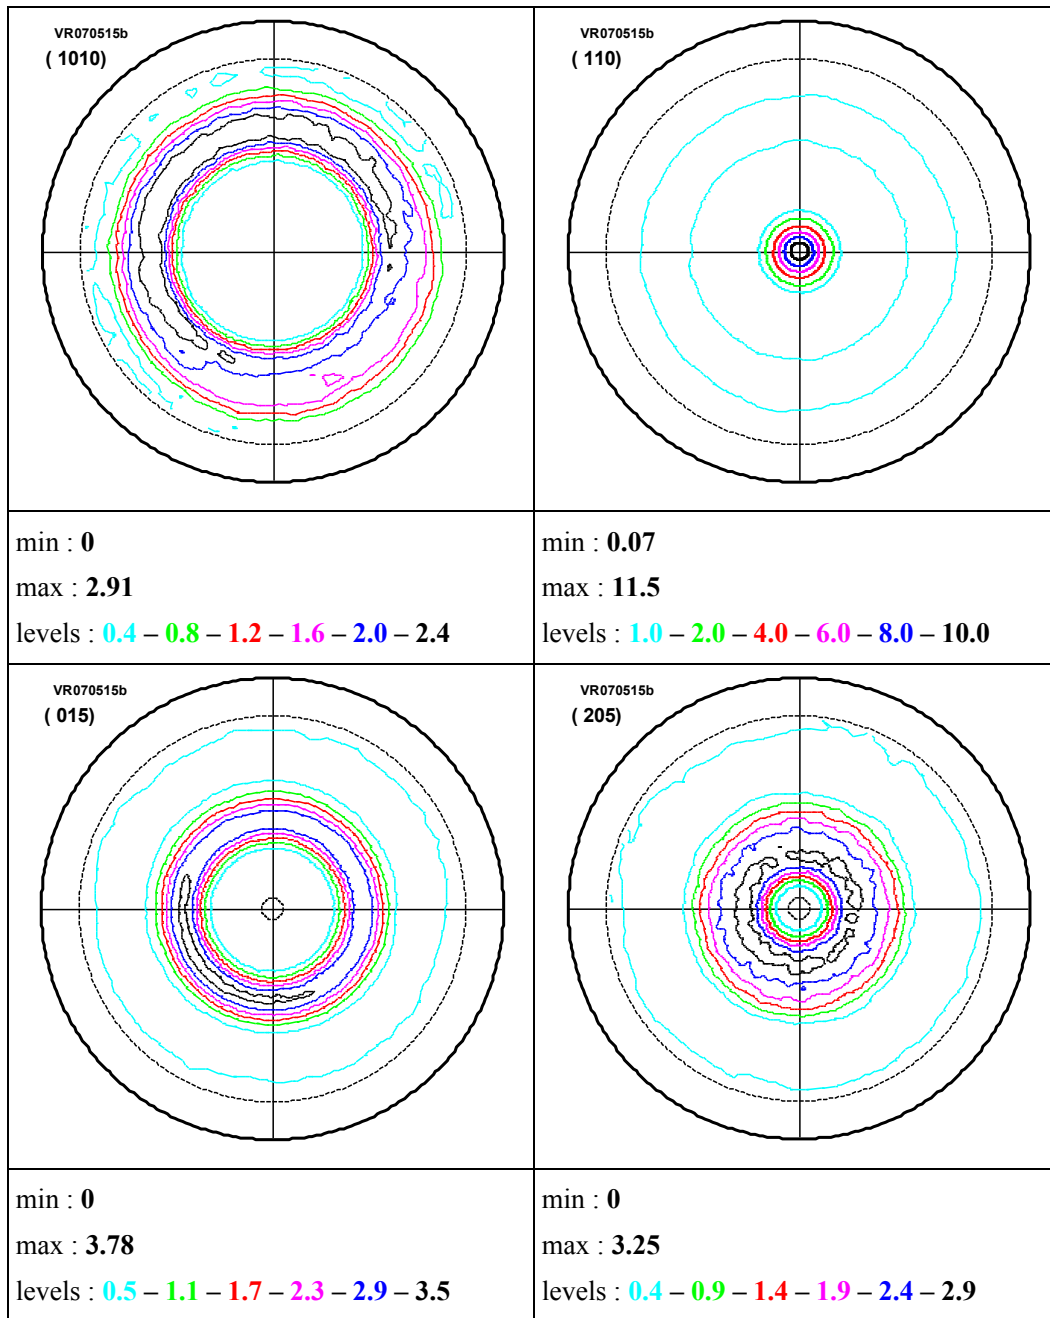 VR070515b
( 1010)
VR070515b
( 110)
min : 0
max : 2.91
levels : 0.4 – 0.8 – 1.2 – 1.6 – 2.0 – 2.4
min : 0.07
max : 11.5
levels : 1.0 – 2.0 – 4.0 – 6.0 – 8.0 – 10.0
VR070515b
( 015)
VR070515b
( 205)
min : 0
max : 3.78
levels : 0.5 – 1.1 – 1.7 – 2.3 – 2.9 – 3.5
min : 0
max : 3.25
levels : 0.4 – 0.9 – 1.4 – 1.9 – 2.4 – 2.9